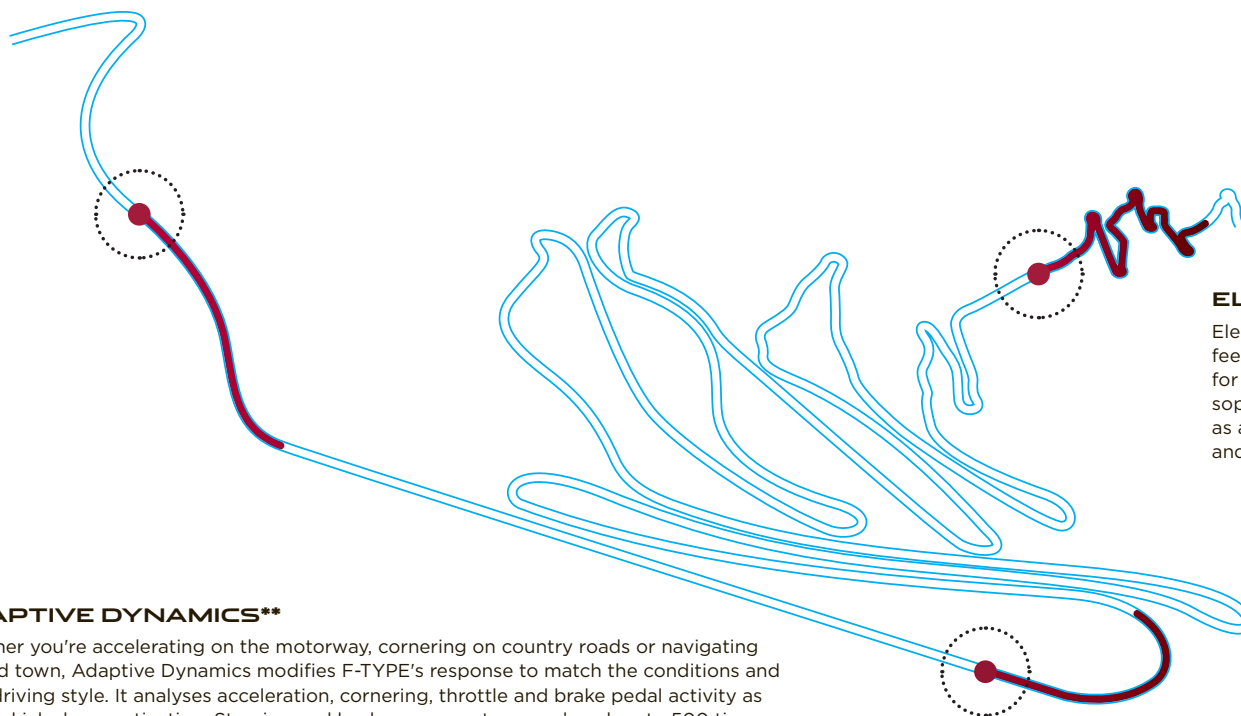 EL
Ele
fee
for
sop
as a
and
APTIVE DYNAMICS**
her you're accelerating on the motorway, cornering on country roads or navigating
d town, Adaptive Dynamics modifies F-TYPE's response to match the conditions and
driving style. It analyses acceleration, cornering, throttle and brake pedal activity as